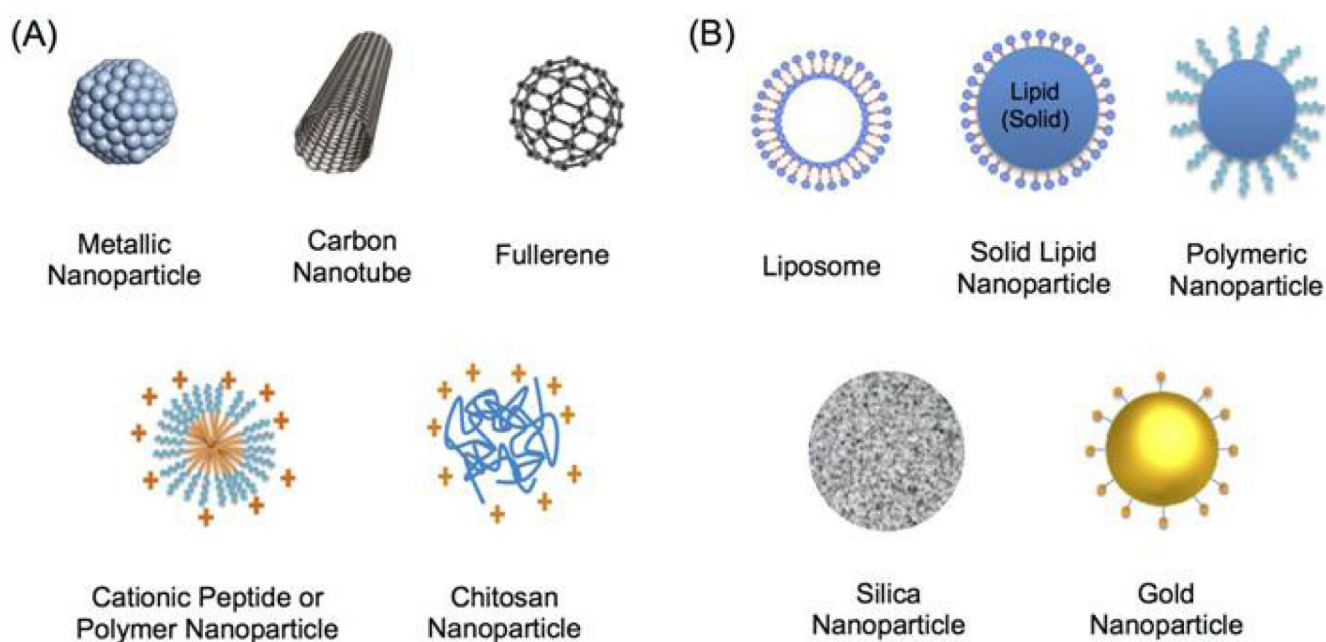 (A)
Metallic
Nanoparticle
Carbon
Nanotube
Fullerene
Cationic Peptide or
Polymer Nanoparticle
Chitosan
Nanoparticle
(B)
Lipid
(Solid)
Liposome
Solid Lipid
Nanoparticle
Polymeric
Nanoparticle
Silica
Nanoparticle
Gold
Nanoparticle